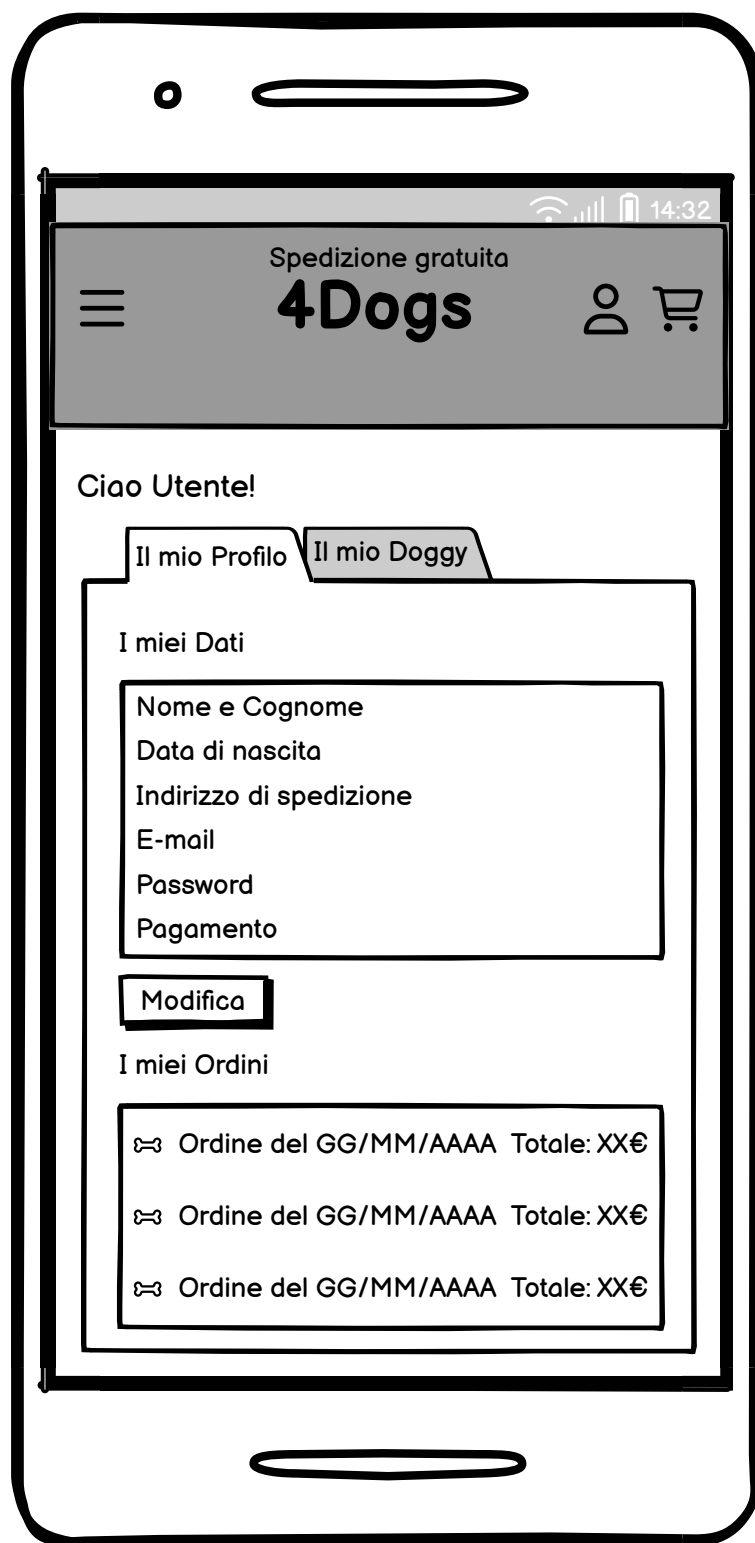 14:32
Spedizione gratuita
4Dogs
Ciao Utente!
Il mio Profilo
Il mio Doggy
I miei Dati
Nome e Cognome
Data di nascita
Indirizzo di spedizione
E-mail
Password
Pagamento
Modifica
I miei Ordini
Ordine del GG/MM/AAAA Totale: XX€
Ordine del GG/MM/AAAA Totale: XX€
Ordine del GG/MM/AAAA Totale: XX€